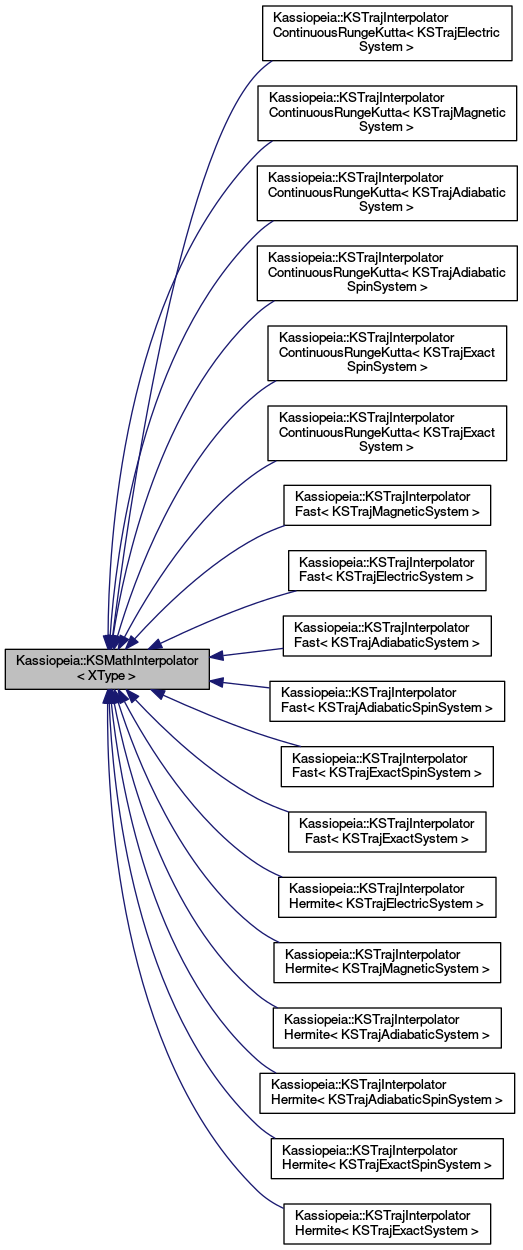 Kassiopeia::KSTrajInterpolator
ContinuousRungeKutta< KSTrajElectric
System >
Kassiopeia::KSTrajInterpolator
ContinuousRungeKutta< KSTrajMagnetic
System >
Kassiopeia::KSTrajInterpolator
ContinuousRungeKutta< KSTrajAdiabatic
System >
Kassiopeia::KSTrajInterpolator
ContinuousRungeKutta< KSTrajAdiabatic
SpinSystem >
Kassiopeia::KSTrajInterpolator
ContinuousRungeKutta< KSTrajExact
SpinSystem >
Kassiopeia::KSTrajInterpolator
ContinuousRungeKutta< KSTrajExact
System >
Kassiopeia::KSTrajInterpolator
Fast< KSTrajMagneticSystem >
Kassiopeia::KSTrajInterpolator
Fast< KSTrajElectricSystem >
Kassiopeia::KSTrajInterpolator
Fast< KSTrajAdiabaticSystem >
Kassiopeia::KSMathInterpolator
< XType >
Kassiopeia::KSTrajInterpolator
Fast< KSTrajAdiabaticSpinSystem >
Kassiopeia::KSTrajInterpolator
Fast< KSTrajExactSpinSystem >
Kassiopeia::KSTrajInterpolator
Fast< KSTrajExactSystem >
Kassiopeia::KSTrajInterpolator
Hermite< KSTrajElectricSystem >
Kassiopeia::KSTrajInterpolator
Hermite< KSTrajMagneticSystem >
Kassiopeia::KSTrajInterpolator
Hermite< KSTrajAdiabaticSystem >
Kassiopeia::KSTrajInterpolator
Hermite< KSTrajAdiabaticSpinSystem >
Kassiopeia::KSTrajInterpolator
Hermite< KSTrajExactSpinSystem >
Kassiopeia::KSTrajInterpolator
Hermite< KSTrajExactSystem >